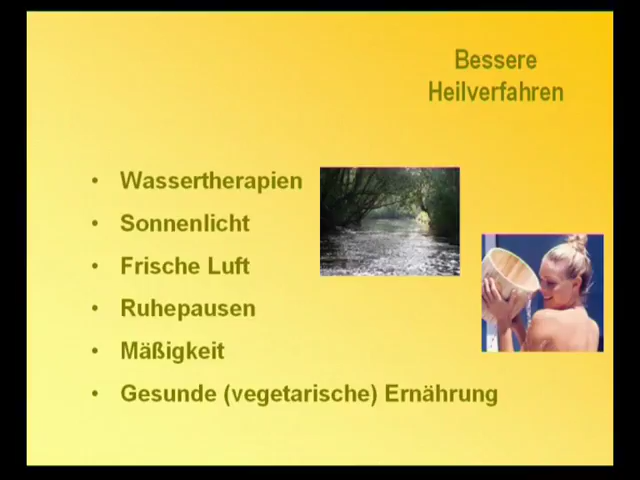 Bessere
Heilverfahren
• Wassertherapien
• Sonnenlicht
• Frische Luft
• Ruhepausen
• Mäßigkeit
• Gesunde (vegetarische) Ernährung